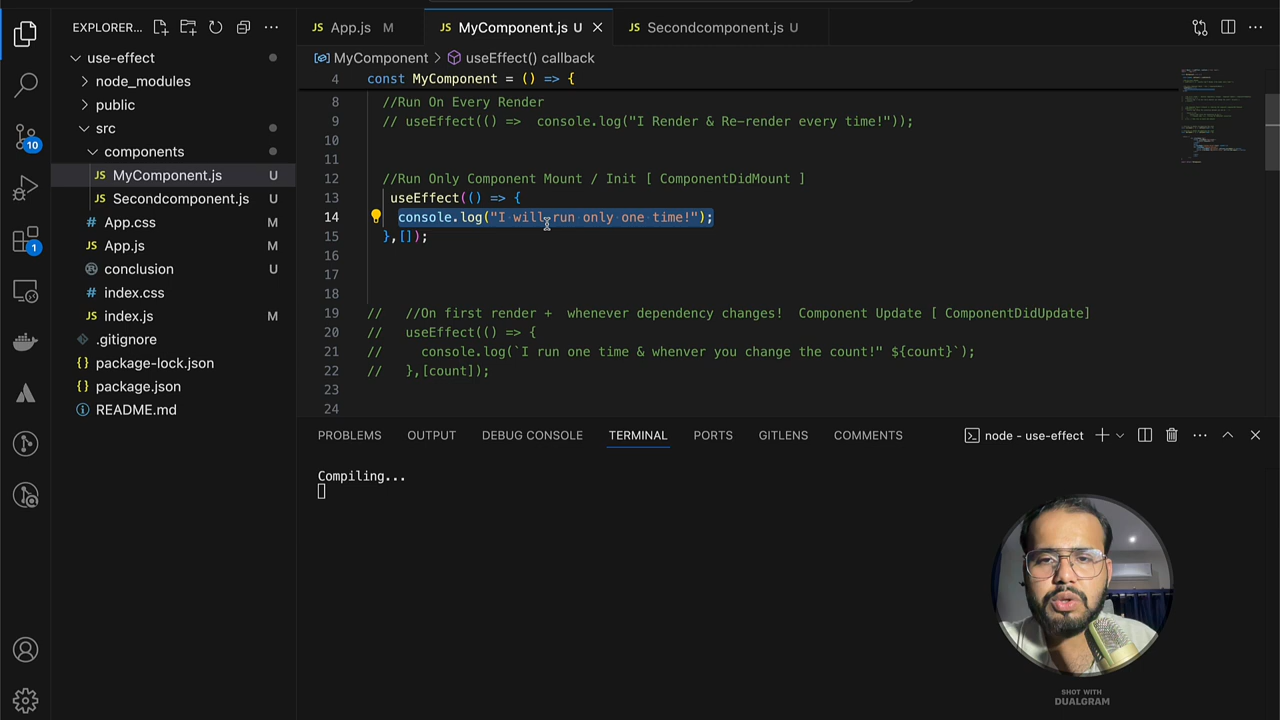 EXPLORER...
App.js M
MyComponent.js U
Secondcomponent.js U
MyComponent > useEffect() callback
use-effect
node_modules
public
src
components
JS MyComponent.js U
JS Secondcomponent.js U
# App.css
JS App.js M
conclusion U
# index.css
JS index.js M
.gitignore
{} package-lock.json
{} package.json
README.md
10
1
4 const MyComponent = () => {
8 //Run On Every Render
9 // useEffect(() =>  console.log("I Render & Re-render every time!"));
10
11
12 //Run Only Component Mount / Init [ ComponentDidMount ]
13 useEffect(() => {
14 console.log("I will run only one time!");
15 },[]);
16
17
18
19 //   //On first render +  whenever dependency changes!  Component Update [ ComponentDidUpdate]
20 //   useEffect(() => {
21 //     console.log(`I run one time & whenver you change the count!" ${count}`);
22 //   },[count]);
23
24
PROBLEMS OUTPUT DEBUG CONSOLE TERMINAL PORTS GITLENS COMMENTS
node - use-effect
Compiling...
SHOT WITH
DUALGRAM